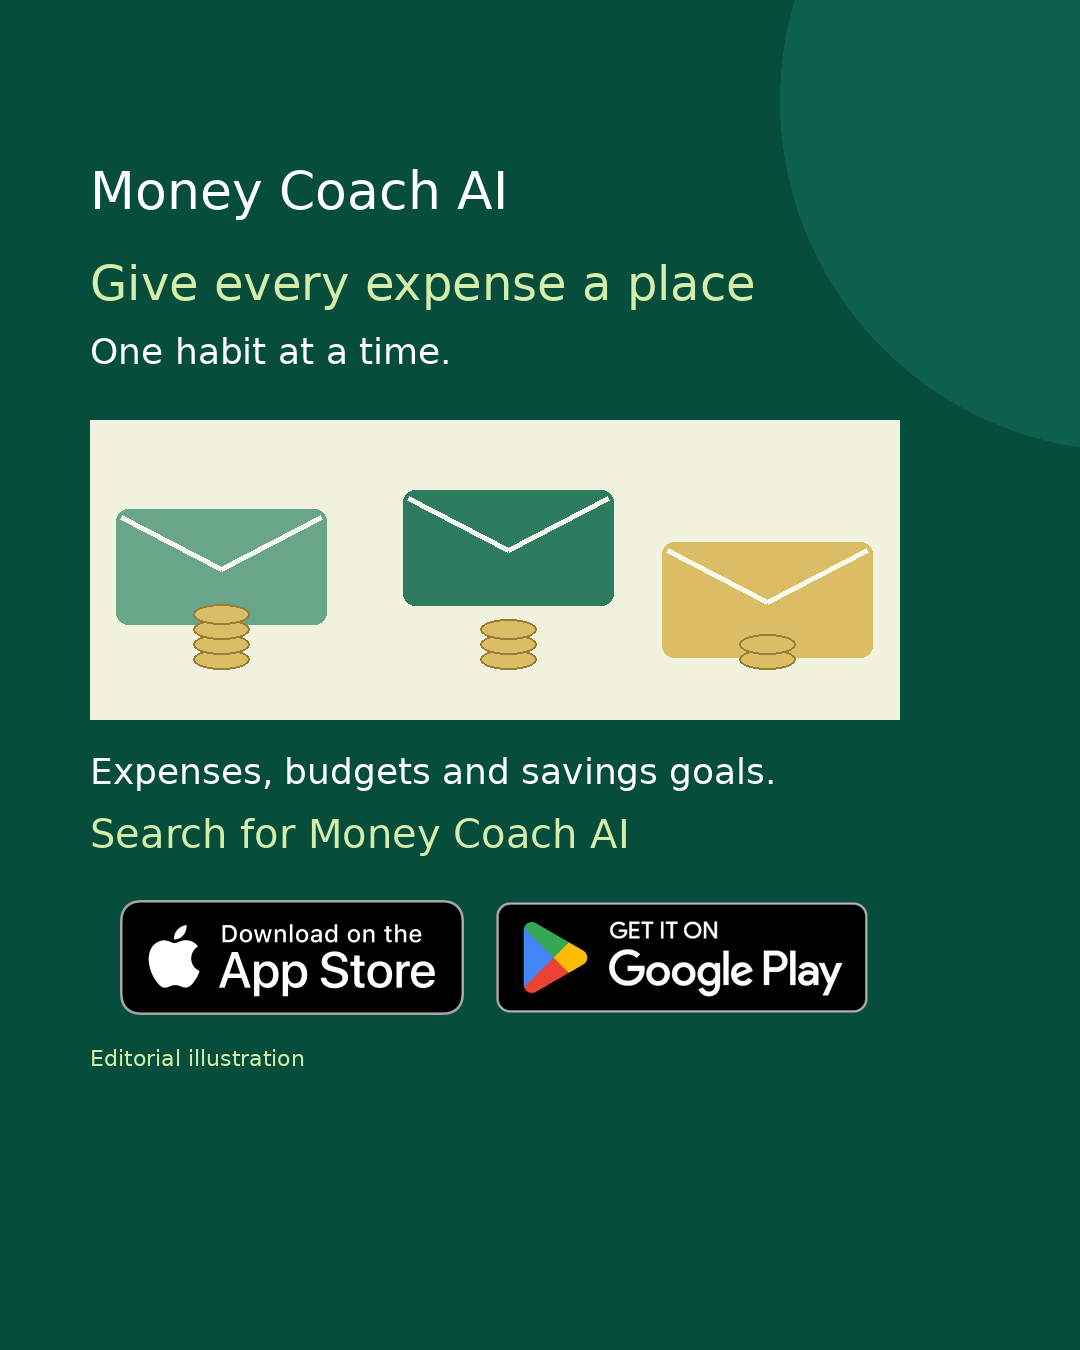 Money Coach AI
Give every expense a place
One habit at a time.
Expenses, budgets and savings goals.
Search for Money Coach AI
Download on the
App Store
GET IT ON
Google Play
Editorial illustration